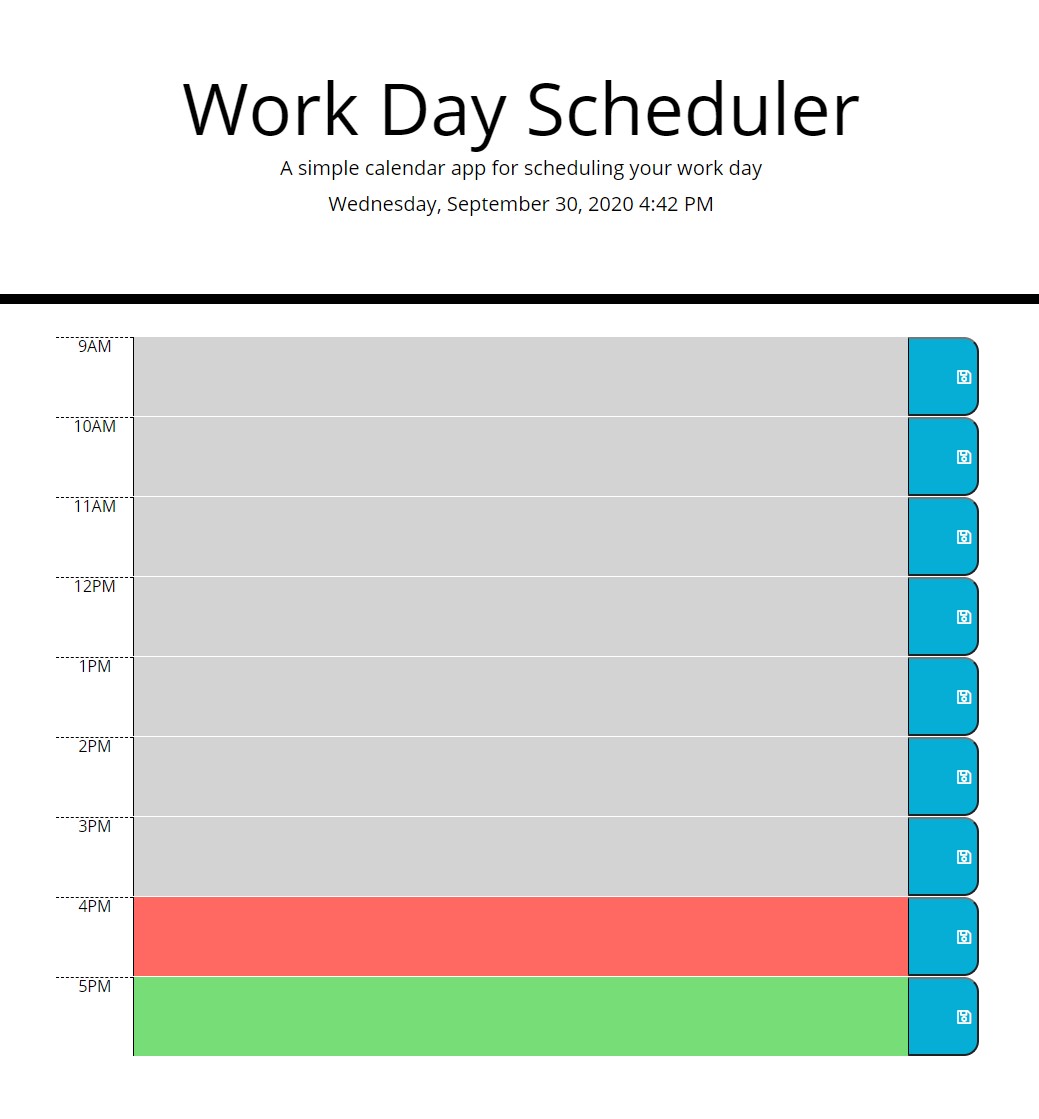 Work Day Scheduler
A simple calendar app for scheduling your work day
Wednesday, September 30, 2020 4:42 PM
9AM
10AM
11AM
12PM
1PM
2PM
3PM
4PM
5PM